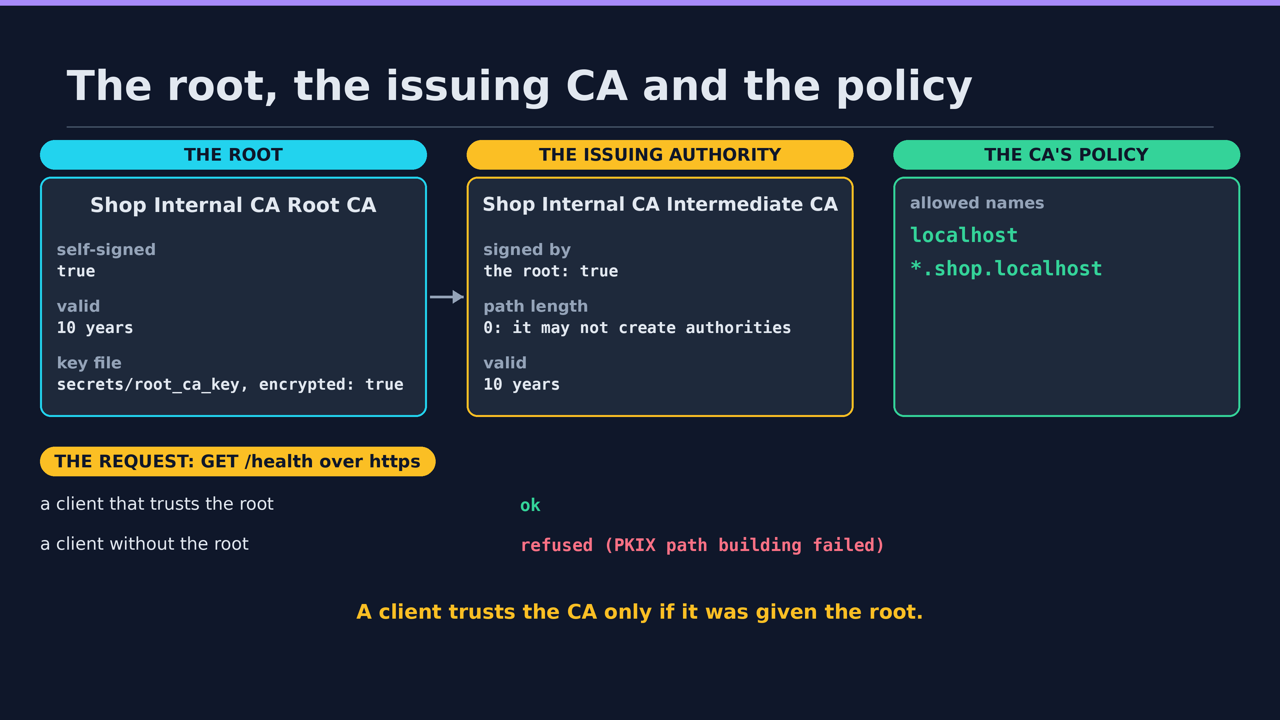 The root, the issuing CA and the policy
THE ROOT
Shop Internal CA Root CA
self-signed
true
valid
10 years
key file
secrets/root_ca_key, encrypted: true
THE ISSUING AUTHORITY
Shop Internal CA Intermediate CA
signed by
the root: true
path length
0: it may not create authorities
valid
10 years
THE CA'S POLICY
allowed names
localhost
*.shop.localhost
THE REQUEST: GET /health over https
a client that trusts the root
ok
a client without the root
refused (PKIX path building failed)
A client trusts the CA only if it was given the root.